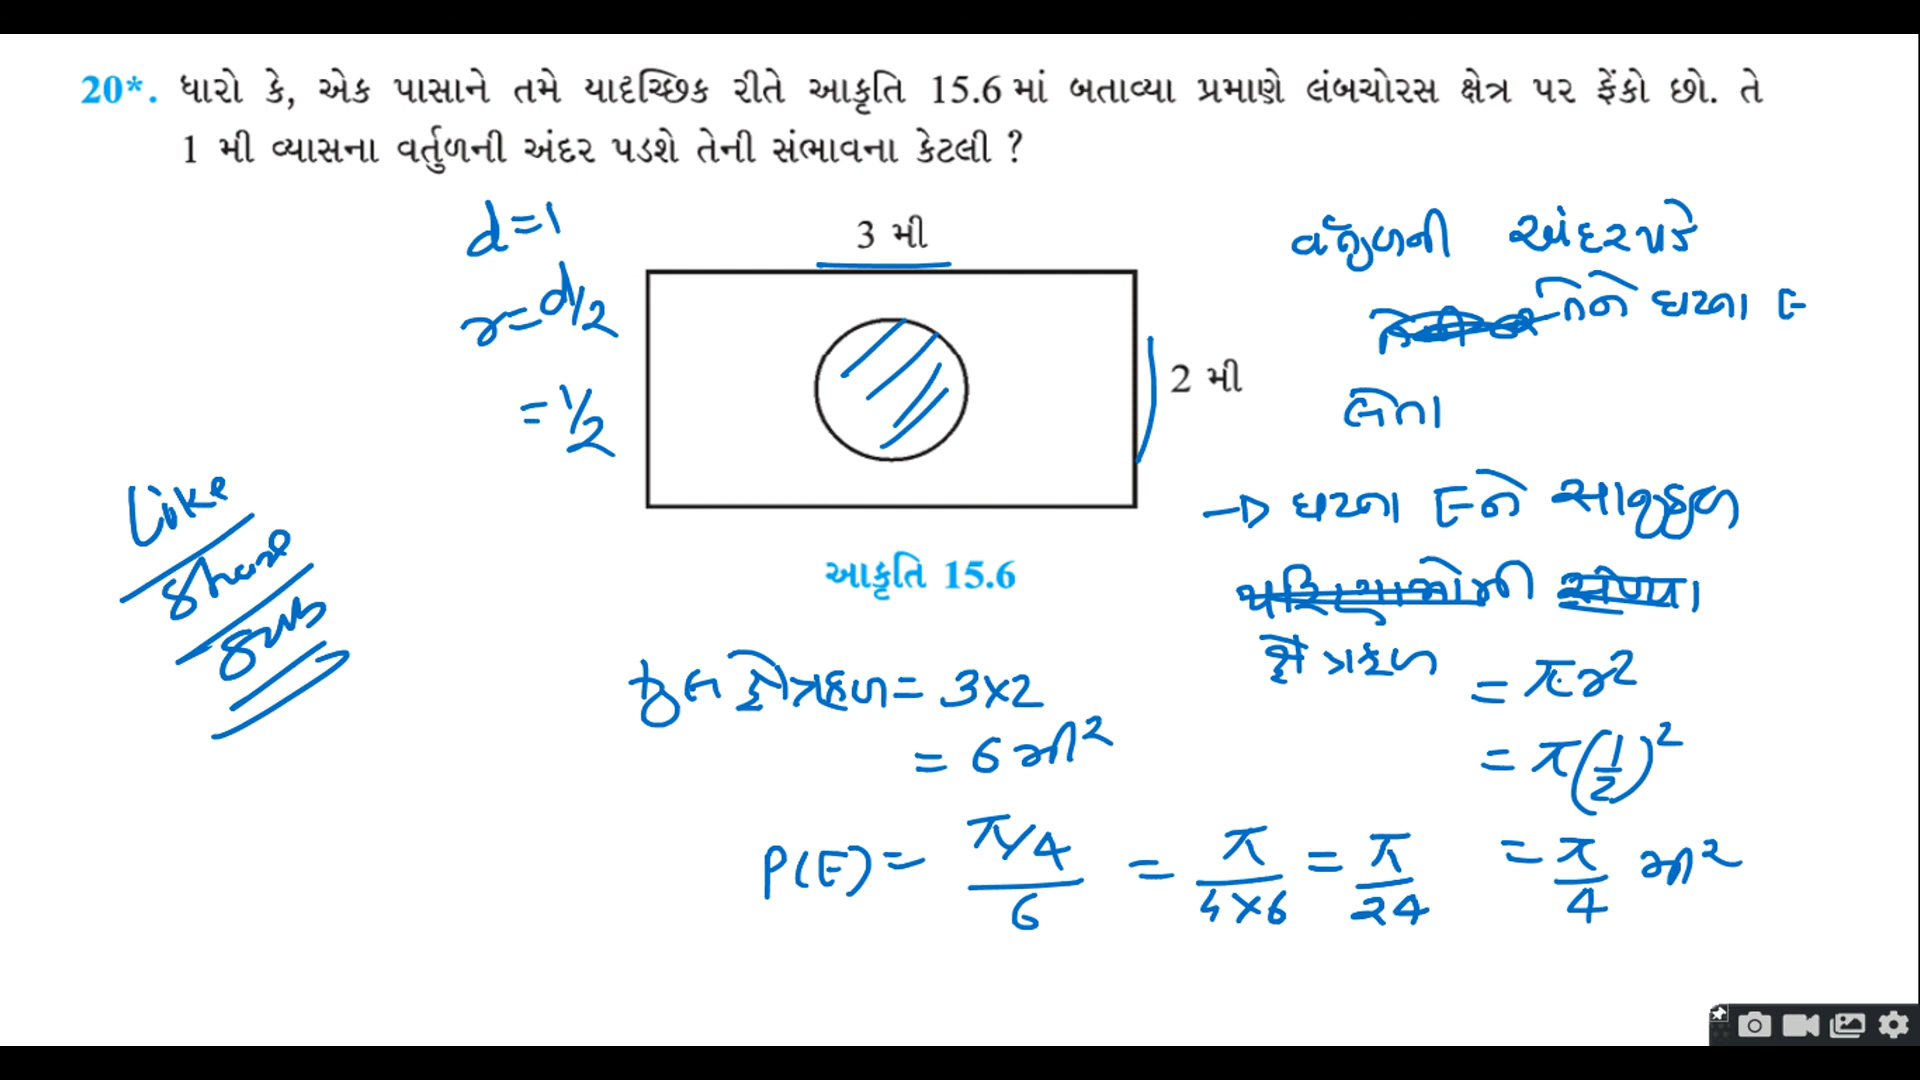 20*. ધારો કે, એક પાસાને તમે યાદચ્છિક રીતે આકૃતિ 15.6 માં બતાવ્યા પ્રમાણે લંબચોરસ ક્ષેત્ર પર ફેંકો છો. તે
1 મી વ્યાસના વર્તુળની અંદર પડશે તેની સંભાવના કેટલી ?
d=1
r=d/2
=1/2
3 મી
2 મી
આકૃતિ 15.6
વર્તુળની અંદર પડે
તેને ઘટના E
લેતા
→ ઘટના Eને સાનુકુળ
ક્ષેત્રફળ = πr²
= π(1/2)²
= π/4 મી²
Like
Share
Sub
કુલ ક્ષેત્રફળ = 3×2
= 6 મી²
P(E) = π/4 / 6 = π / 4×6 = π/24